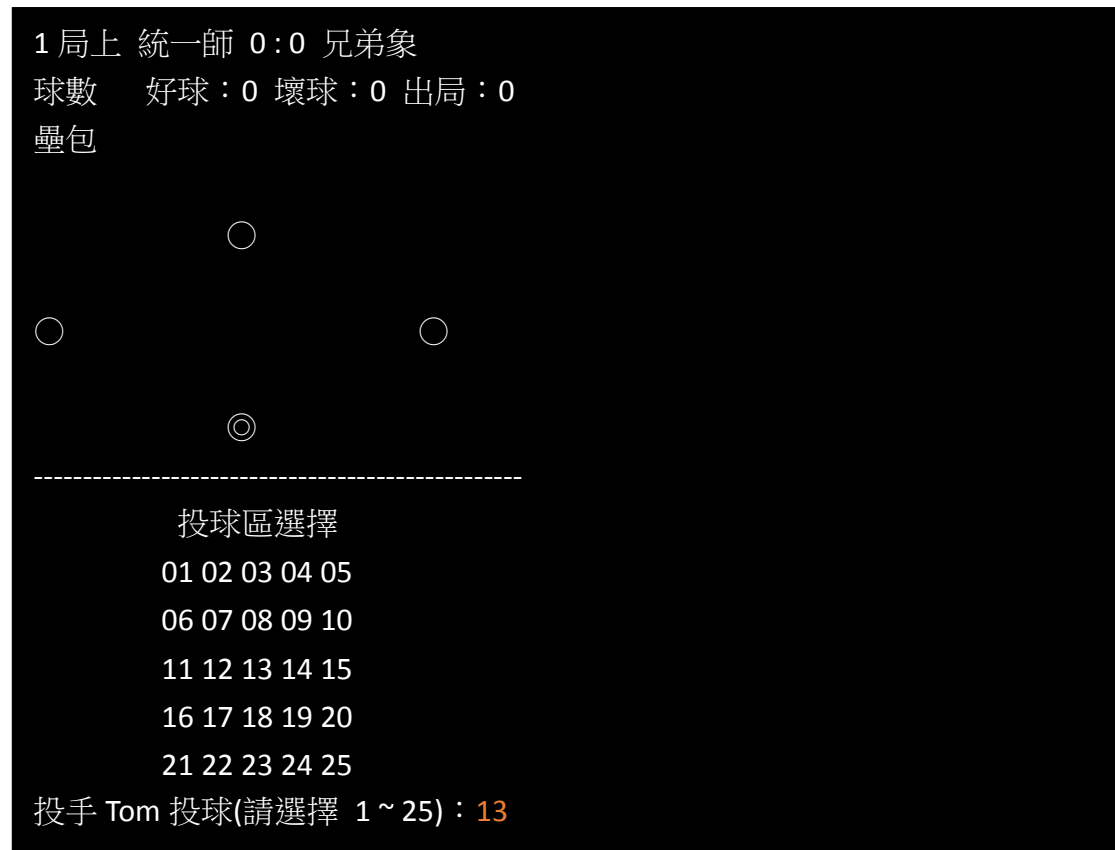 1 局上 統一師 0 : 0 兄弟象
球數 好球：0 壞球：0 出局：0
壘包
○
○ ○
◎
--------------------------------------------------
投球區選擇
01 02 03 04 05
06 07 08 09 10
11 12 13 14 15
16 17 18 19 20
21 22 23 24 25
投手 Tom 投球(請選擇 1 ~ 25)：13